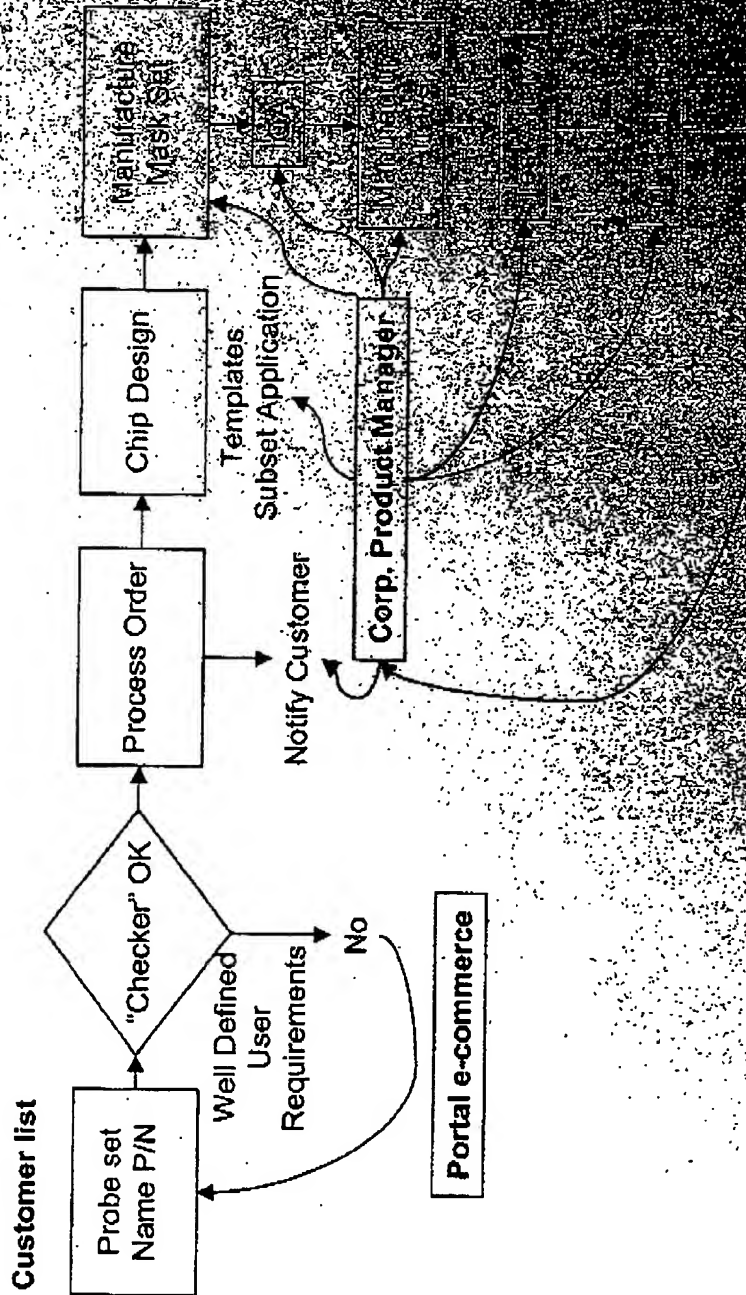 Customer list
Probe set
Name P/N
"Checker" OK
Well Defined
User
Requirements
No
Process Order
Notify Customer
Chip Design
Templates
Subset Application
Manufacture
Mask Set
Corp. Product Manager
Manufacture
Portal e-commerce